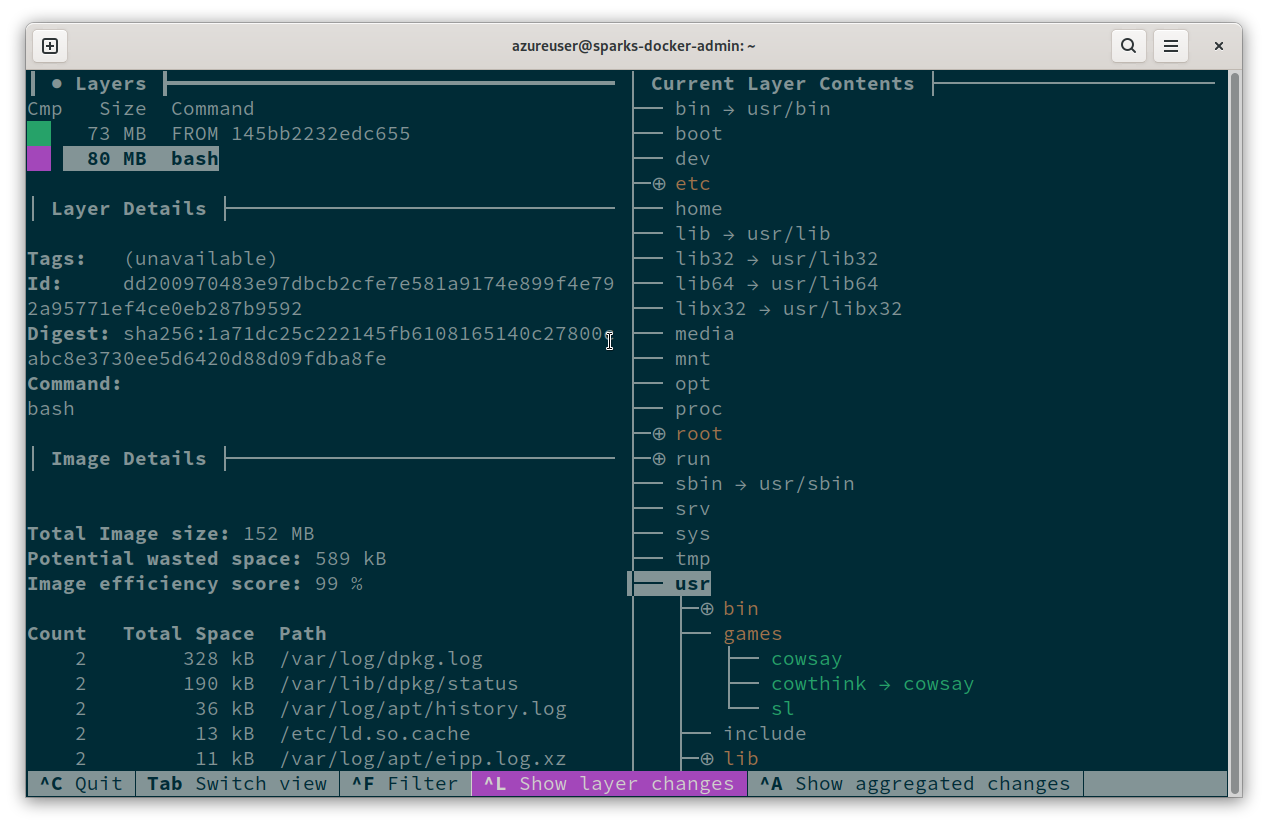 azureuser@sparks-docker-admin: ~
● Layers
Cmp Size Command
73 MB FROM 145bb2232edc655
80 MB bash
Layer Details
Tags: (unavailable)
Id: dd200970483e97dbcb2cfe7e581a9174e899f4e79
2a95771ef4ce0eb287b9592
Digest: sha256:1a71dc25c222145fb6108165140c27800
abc8e3730ee5d6420d88d09fdba8fe
Command:
bash
Image Details
Total Image size: 152 MB
Potential wasted space: 589 kB
Image efficiency score: 99 %
Count Total Space Path
2 328 kB /var/log/dpkg.log
2 190 kB /var/lib/dpkg/status
2 36 kB /var/log/apt/history.log
2 13 kB /etc/ld.so.cache
2 11 kB /var/log/apt/eipp.log.xz
Current Layer Contents
bin → usr/bin
boot
dev
⊕ etc
home
lib → usr/lib
lib32 → usr/lib32
lib64 → usr/lib64
libx32 → usr/libx32
media
mnt
opt
proc
⊕ root
⊕ run
sbin → usr/sbin
srv
sys
tmp
usr
⊕ bin
games
cowsay
cowthink → cowsay
sl
include
⊕ lib
^C Quit Tab Switch view ^F Filter ^L Show layer changes ^A Show aggregated changes